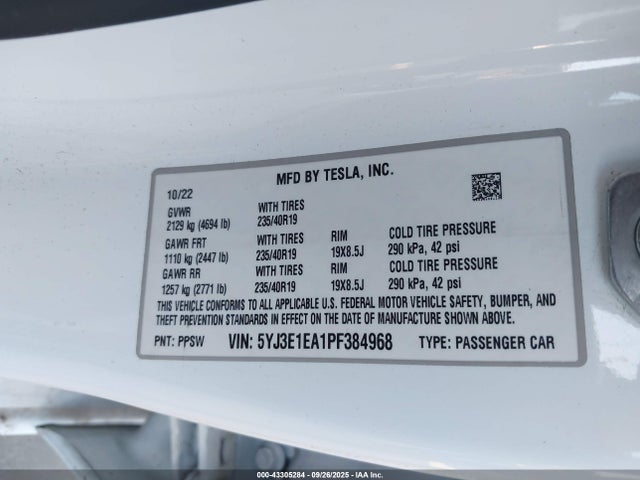 MFD BY TESLA, INC.
10/22
GVWR WITH TIRES
2129 kg (4694 lb) 235/40R19
GAWR FRT WITH TIRES RIM COLD TIRE PRESSURE
1110 kg (2447 lb) 235/40R19 19X8.5J 290 kPa, 42 psi
GAWR RR WITH TIRES RIM COLD TIRE PRESSURE
1257 kg (2771 lb) 235/40R19 19X8.5J 290 kPa, 42 psi
THIS VEHICLE CONFORMS TO ALL APPLICABLE U.S. FEDERAL MOTOR VEHICLE SAFETY, BUMPER, AND
THEFT PREVENTION STANDARDS IN EFFECT ON THE DATE OF MANUFACTURE SHOWN ABOVE.
PNT: PPSW VIN: 5YJ3E1EA1PF384968 TYPE: PASSENGER CAR
000-43305284 - 09/26/2025 - IAA Inc.